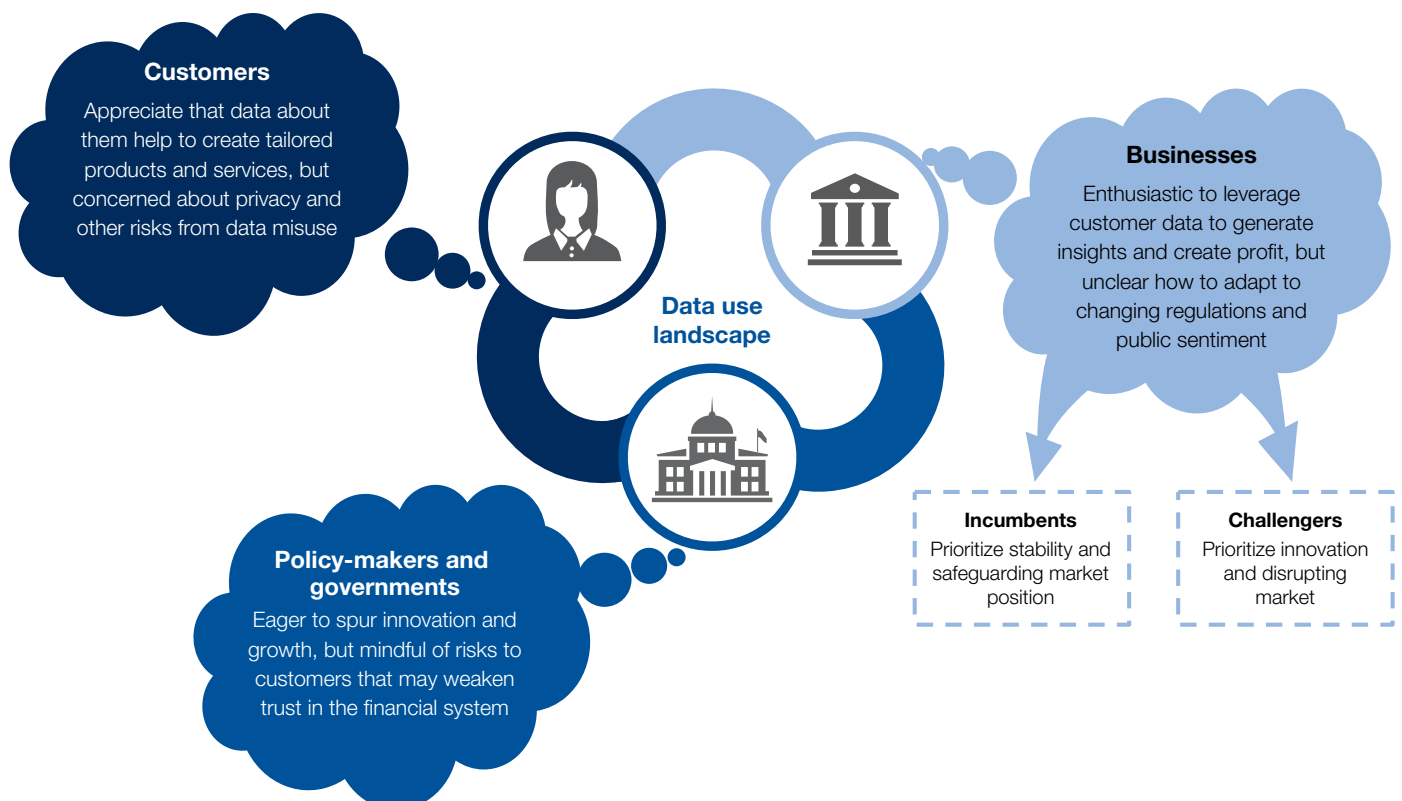 Customers
Appreciate that data about
them help to create tailored
products and services, but
concerned about privacy and
other risks from data misuse
Data use
landscape
Businesses
Enthusiastic to leverage
customer data to generate
insights and create profit, but
unclear how to adapt to
changing regulations and
public sentiment
Incumbents
Prioritize stability and
safeguarding market
position
Challengers
Prioritize innovation
and disrupting
market
Policy-makers and
governments
Eager to spur innovation and
growth, but mindful of risks to
customers that may weaken
trust in the financial system